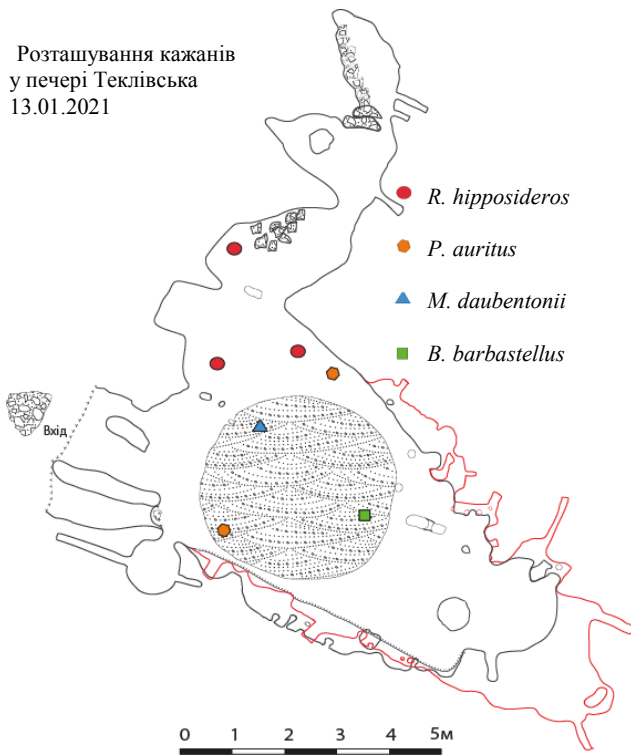 Розташування кажанів
у печері Теклівська
13.01.2021
R. hipposideros
P. auritus
M. daubentonii
B. barbastellus
Вхід
0 1 2 3 4 5м